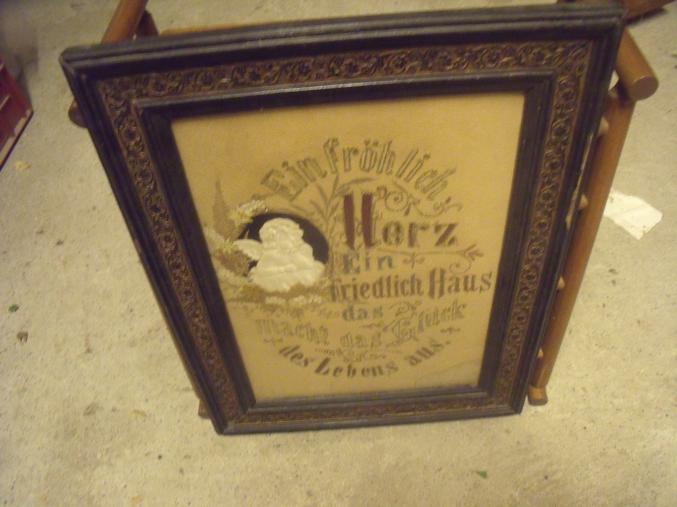 Ein fröhlich
Herz
Ein
friedlich Haus
das
macht das Glück
des Lebens aus.